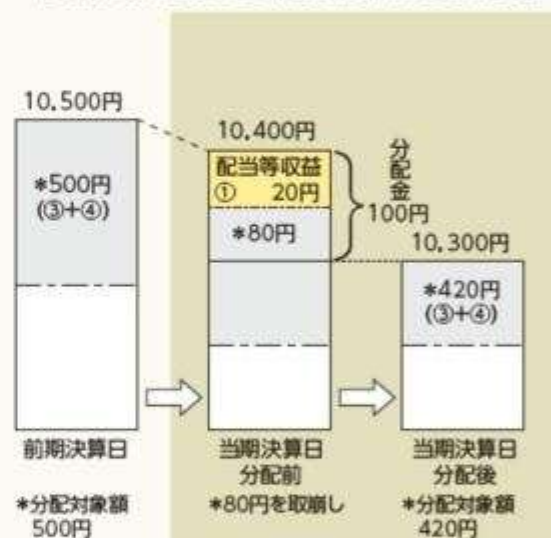 10,500円
*500円
(③+④)
前期決算日
*分配対象額
500円
10,400円
配当等収益
① 20円
*80円
分配金
100円
当期決算日
分配前
*80円を取崩し
10,300円
*420円
(③+④)
当期決算日
分配後
*分配対象額
420円